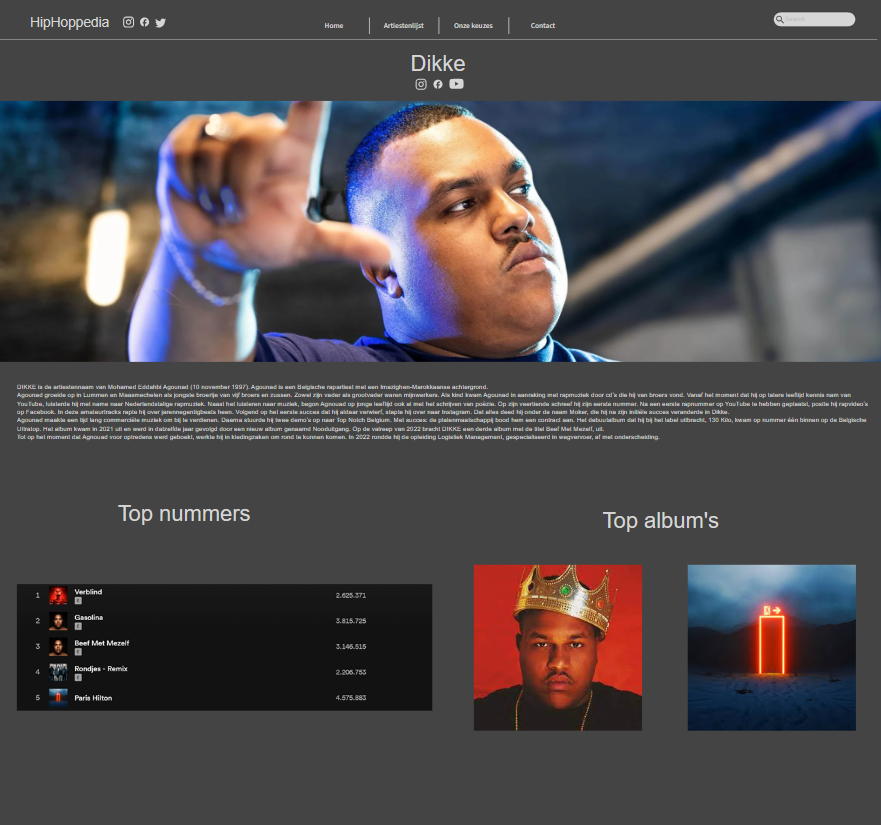 HipHoppedia
Home
Artiestenlijst
Onze keuzes
Contact
Search
Dikke
DIKKE is de artiestennaam van Mohamed Eddahbi Agounad (10 november 1997). Agounad is een Belgische rapartiest met een Imazighen-Marokkaanse achtergrond.
Agounad groeide op in Lummen en Maasmechelen als jongste broertje van vijf broers en zussen. Zowel zijn vader als grootvader waren mijnwerkers. Als kind kwam Agounad in aanraking met rapmuziek door cd's die hij van broers vond. Vanaf het moment dat hij op latere leeftijd kennis nam van
YouTube, luisterde hij met name naar Nederlandstalige rapmuziek. Naast het luisteren naar muziek, begon Agnouad op jonge leeftijd ook al met het schrijven van poëzie. Op zijn veertiende schreef hij zijn eerste nummer. Na een eerste rapnummer op YouTube te hebben geplaatst, postte hij rapvideo's
op Facebook. In deze amateurtracks rapte hij over jarennegentigbeats heen. Volgend op het eerste succes dat hij aldaar verwierf, stapte hij over naar Instagram. Dat alles deed hij onder de naam Moker, die hij na zijn initiële succes veranderde in Dikke.
Agounad maakte een tijd lang commerciële muziek om bij te verdienen. Daarna stuurde hij twee demo's op naar Top Notch Belgium. Met succes: de platenmaatschappij bood hem een contract aan. Het debuutalbum dat hij bij het label uitbracht, 130 Kilo, kwam op nummer één binnen op de Belgische
Ultratop. Het album kwam in 2021 uit en werd in datzelfde jaar gevolgd door een nieuw album genaamd Nooduitgang. Op de valreep van 2022 bracht DIKKE een derde album met de titel Beef Met Mezelf, uit.
Tot op het moment dat Agnouad voor optredens werd geboekt, werkte hij in kledingzaken om rond te kunnen komen. In 2022 rondde hij de opleiding Logistiek Management, gespecialiseerd in wegvervoer, af met onderscheiding.
Top nummers
Top album's
1 Verblind 2.625.371
E
2 Gasolina 3.815.725
E
3 Beef Met Mezelf 3.146.515
E
4 Rondjes - Remix 2.206.753
E
5 Paris Hilton 4.575.883